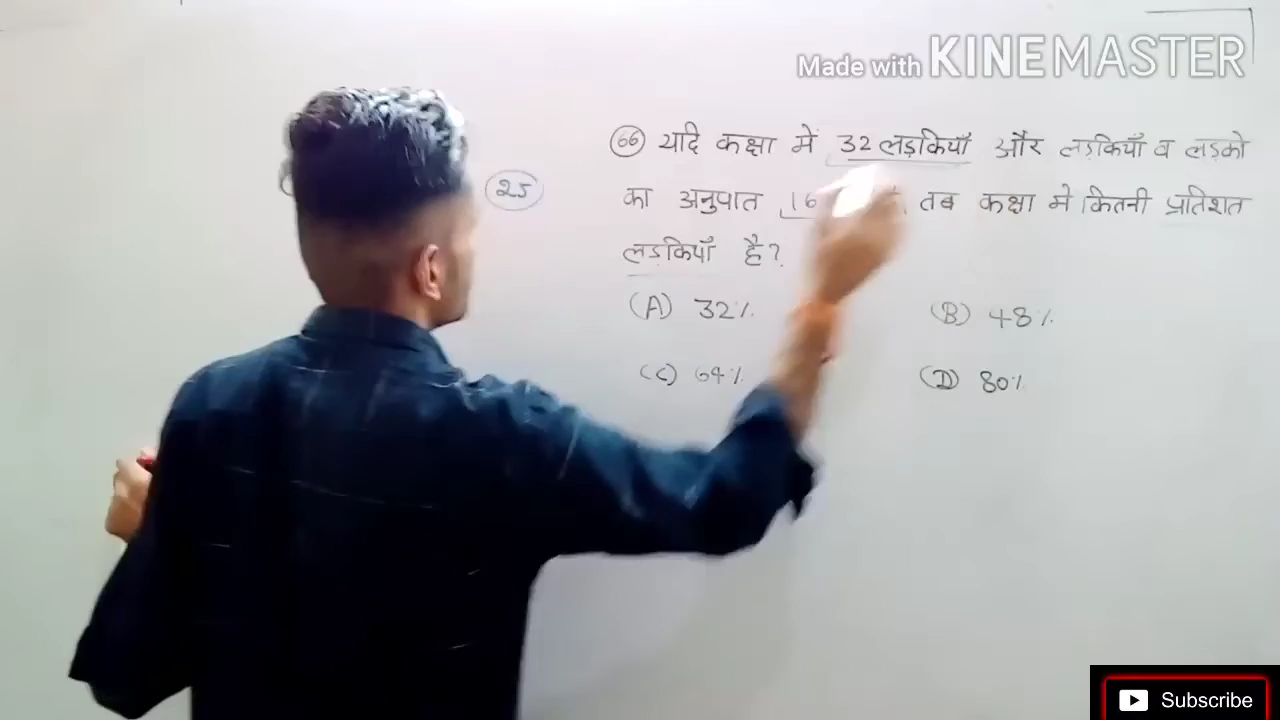 Made with KINEMASTER
66 यदि कक्षा में 32 लड़कियाँ और लड़कियाँ व लड़को
25
का अनुपात 16 तब कक्षा मे कितनी प्रतिशत
लड़कियाँ है?
(A) 32%. (B) 48%.
(C) 64%. (D) 80%.
Subscribe